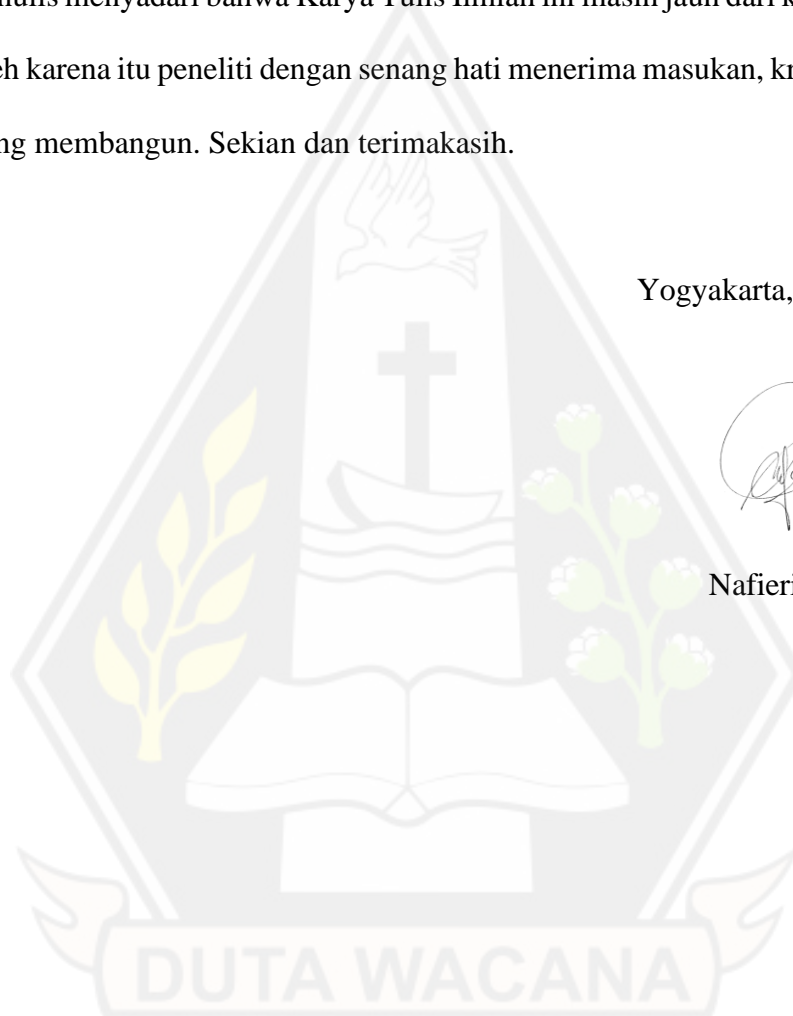 nulis menyadari bahwa Karya Tulis Ilmiah ini masih jauh dari k
eh karena itu peneliti dengan senang hati menerima masukan, kr
ng membangun. Sekian dan terimakasih.
Yogyakarta,
Nafieri
DUTA WACANA